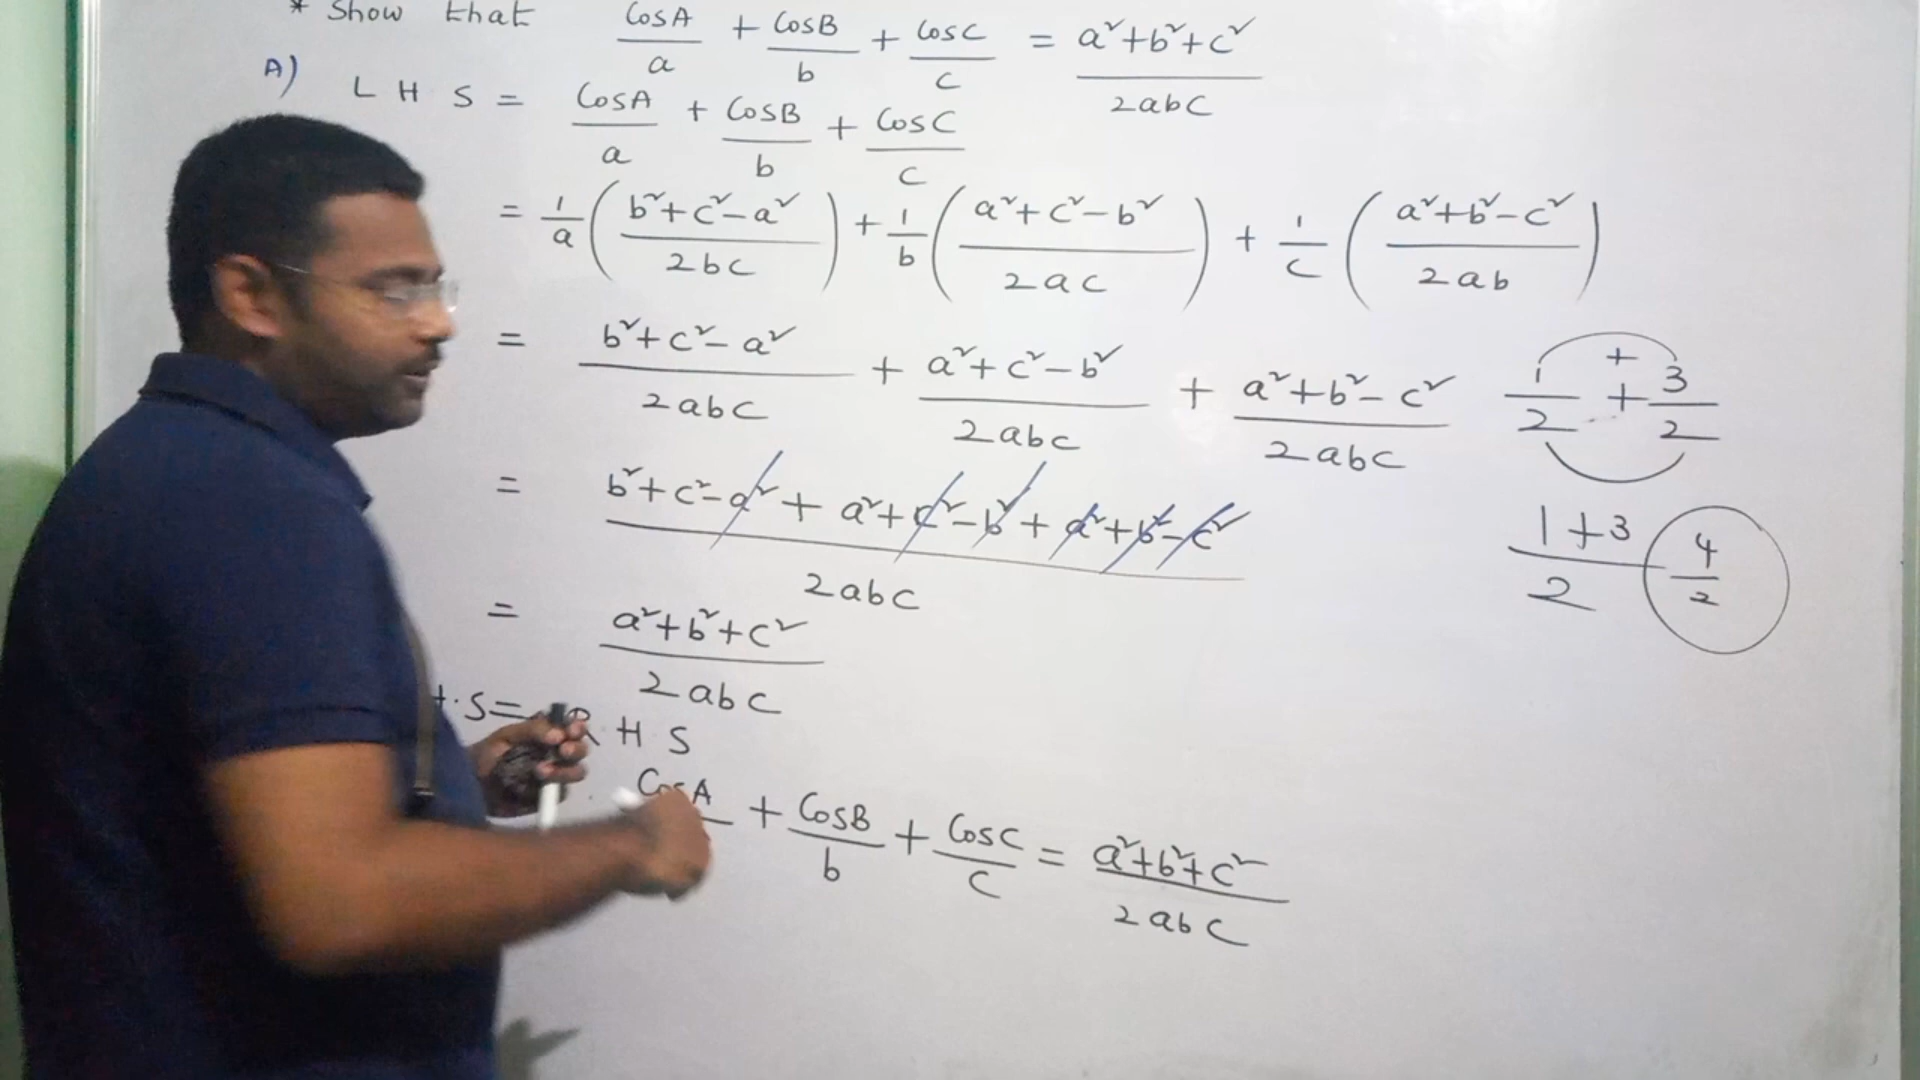 * Show that CosA/a + CosB/b + CosC/c = a²+b²+c²/2abc
A) L H S = CosA/a + CosB/b + CosC/c
= 1/a (b²+c²-a²/2bc) + 1/b (a²+c²-b²/2ac) + 1/c (a²+b²-c²/2ab)
= b²+c²-a²/2abc + a²+c²-b²/2abc + a²+b²-c²/2abc
1/2 + 3/2
+
= b²+c²-a²+a²+c²-b²+a²+b²-c²/2abc
1+3/2 4/2
= a²+b²+c²/2abc
.S= R H S
CosA + CosB/b + CosC/c = a²+b²+c²/2abc